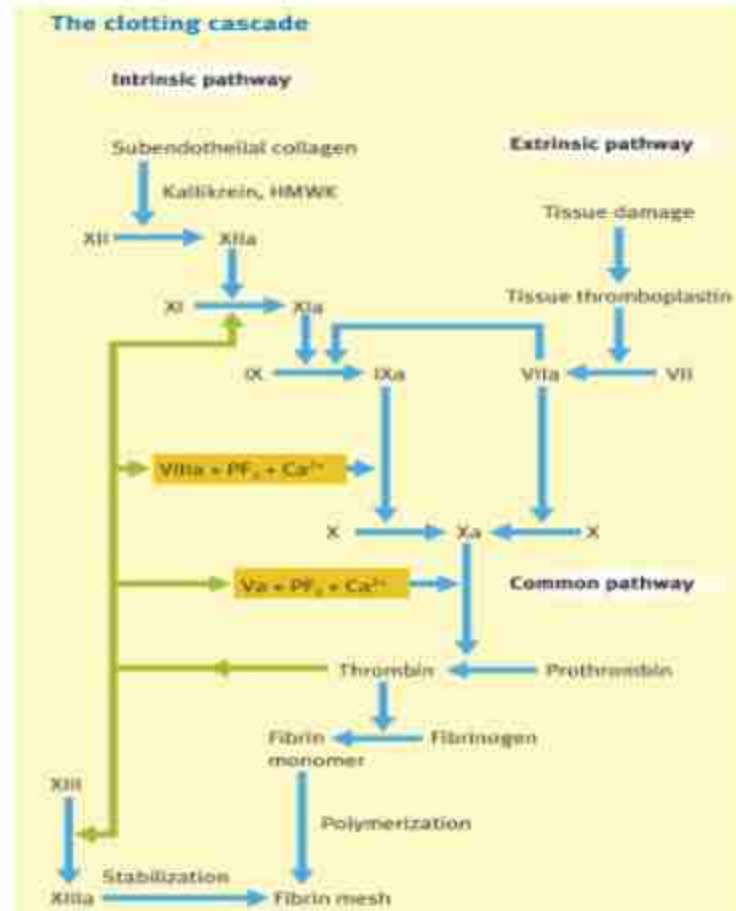 The clotting cascade
Intrinsic pathway
Subendothelial collagen
Extrinsic pathway
Kallikrein, HMWK
Tissue damage
XII XIIa
Tissue thromboplastin
XI XIa
IX IXa VIIa VII
VIIIa + PF₃ + Ca²⁺
X Xa X
Va + PF₃ + Ca²⁺
Common pathway
Thrombin Prothrombin
Fibrin Fibrinogen
monomer
XIII
Polymerization
Stabilization
XIIIa Fibrin mesh